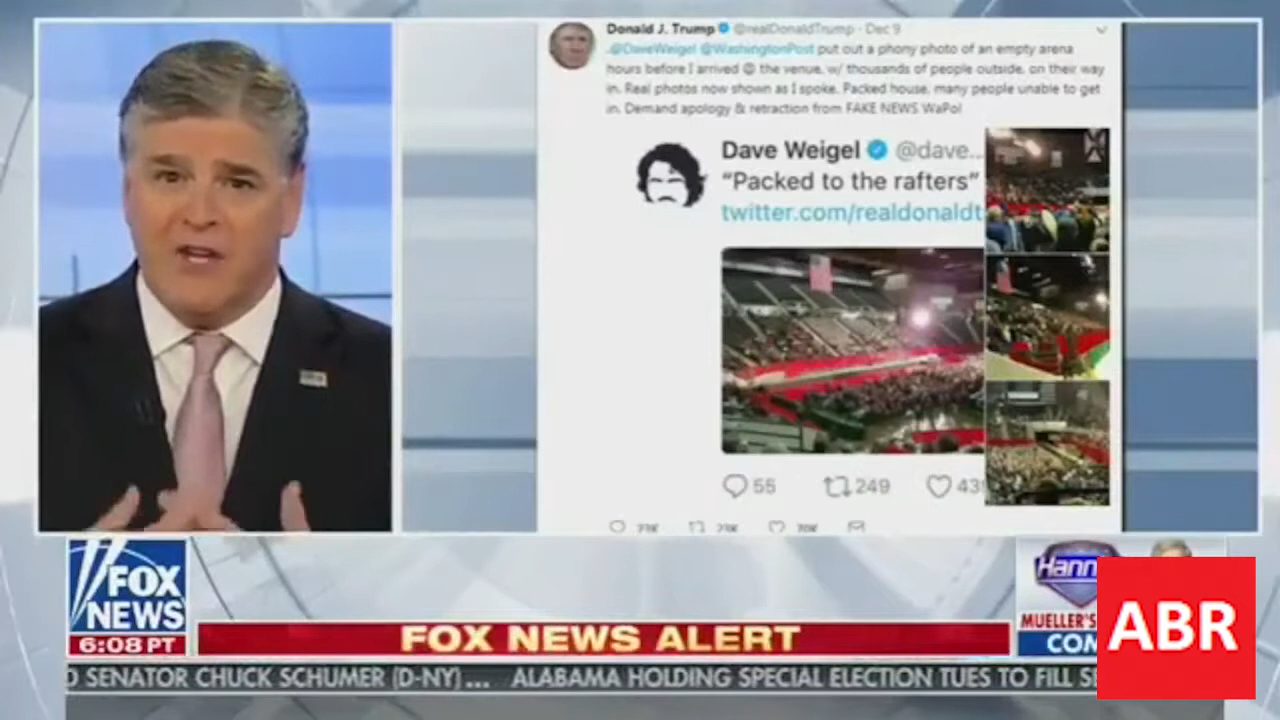 Donald J. Trump @realDonaldTrump · Dec 9
.@DaveWeigel @WashingtonPost put out a phony photo of an empty arena
hours before I arrived @ the venue, w/ thousands of people outside, on their way
in. Real photos now shown as I spoke. Packed house, many people unable to get
in. Demand apology & retraction from FAKE NEWS WaPo!
Dave Weigel @dave...
“Packed to the rafters”
twitter.com/realdonaldt
55 249 43
FOX
NEWS
6:08 PT
FOX NEWS ALERT
Hann
MUELLER'S
COM
ABR
D SENATOR CHUCK SCHUMER (D-NY)... ALABAMA HOLDING SPECIAL ELECTION TUES TO FILL SE